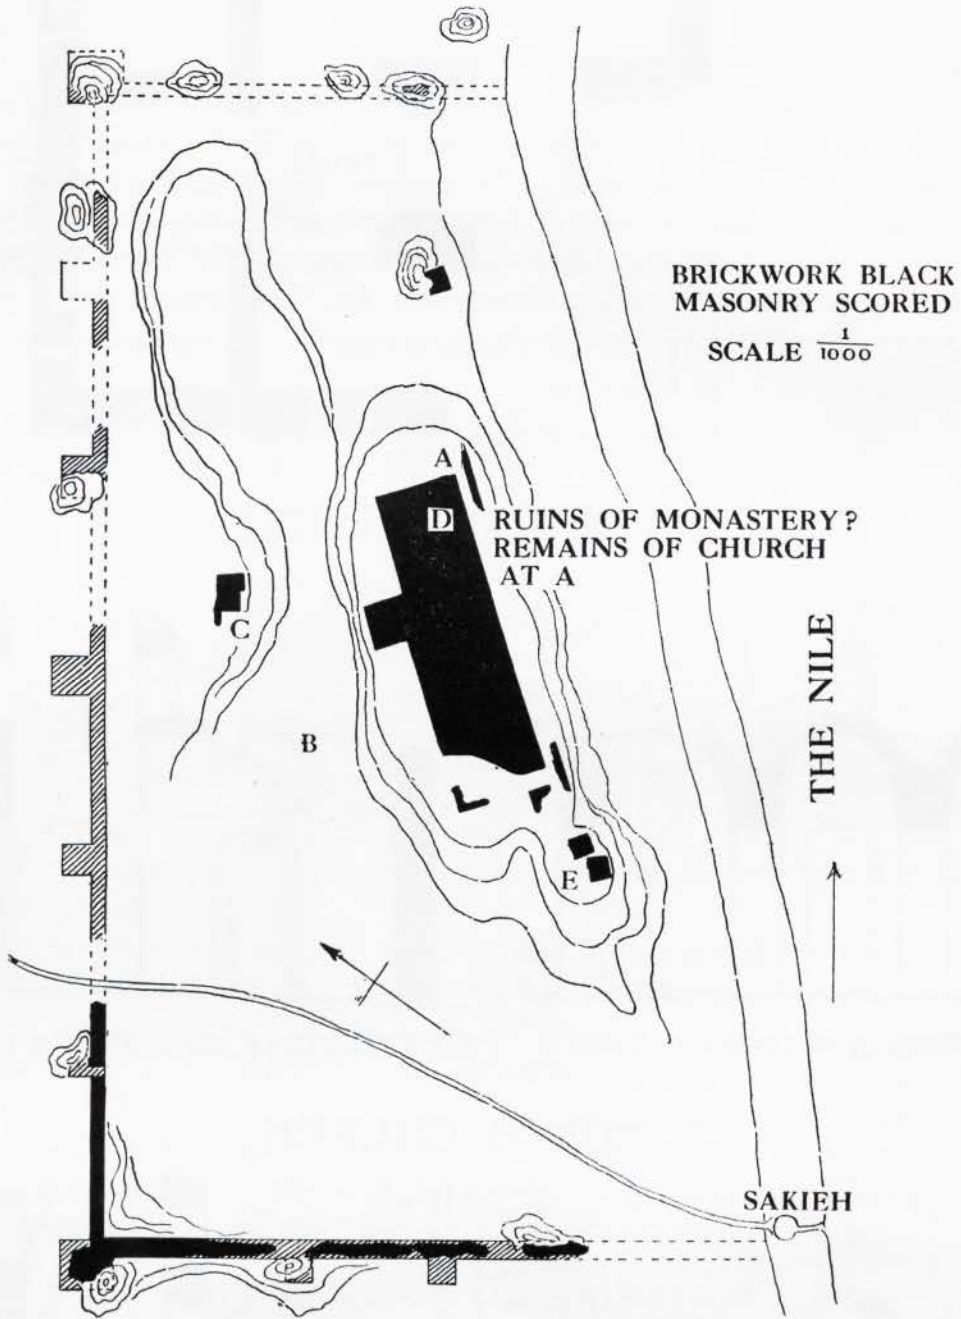 BRICKWORK BLACK
MASONRY SCORED
SCALE 1/1000
A
D
RUINS OF MONASTERY?
REMAINS OF CHURCH
AT A
C
B
THE NILE
E
SAKIEH